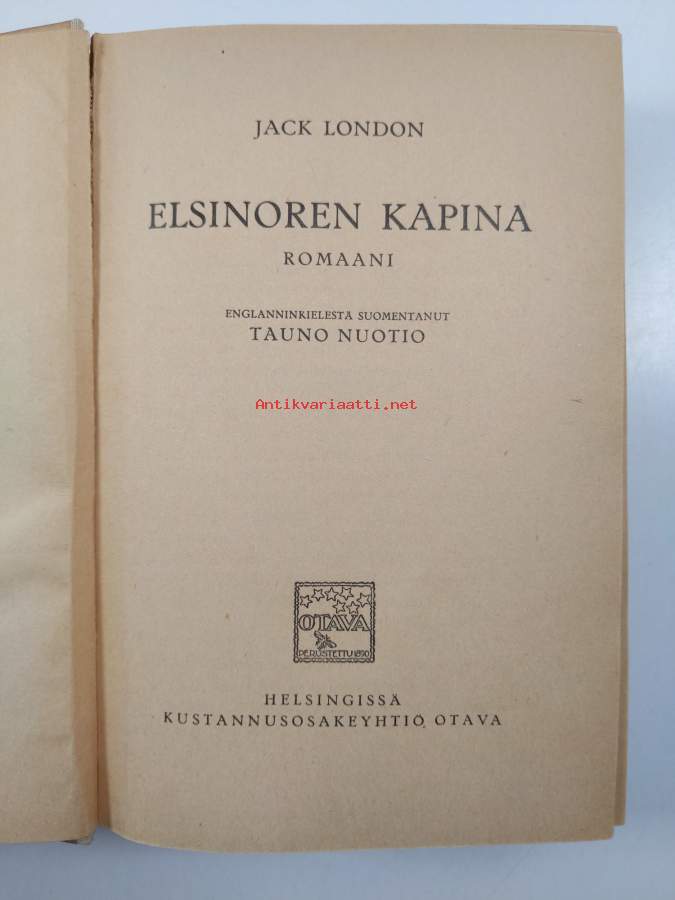 JACK LONDON
ELSINOREN KAPINA
ROMAANI
ENGLANNINKIELESTÄ SUOMENTANUT
TAUNO NUOTIO
Antikvariaatti.net
OTAVA
PERUSTETTU 1890
HELSINGISSÄ
KUSTANNUSOSAKEYHTIÖ OTAVA